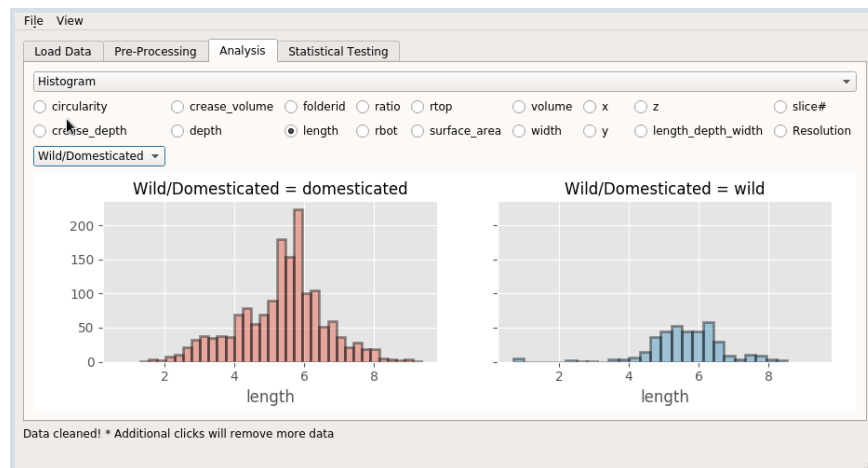 File View
Load Data Pre-Processing Analysis Statistical Testing
Histogram
circularity crease_volume folderid ratio rtop volume x z slice#
crease_depth depth length rbot surface_area width y length_depth_width Resolution
Wild/Domesticated
Wild/Domesticated = domesticated Wild/Domesticated = wild
200
150
100
50
0
2 4 6 8 2 4 6 8
length length
Data cleaned! * Additional clicks will remove more data